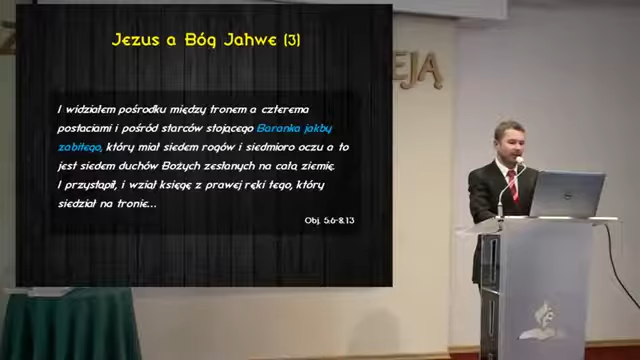 Jezus a Bóg Jahwe (3)
I widziałem pośrodku między tronem a czterema
postaciami i pośród starców stojącego Baranka jakby
zabitego, który miał siedem rogów i siedmioro oczu a to
jest siedem duchów Bożych zesłanych na całą ziemię.
I przystąpił, i wziął księgę z prawej ręki tego, który
siedział na tronie...
Obj. 5:6-8.13
EJĄ
DELL